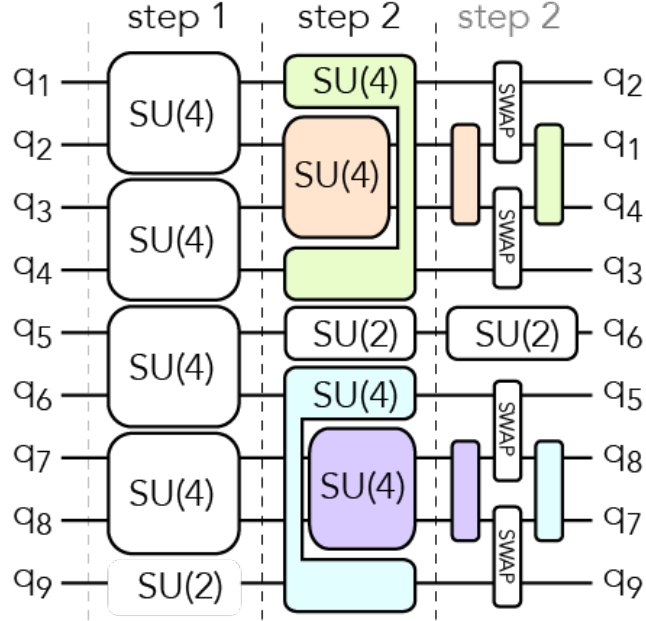 step 1 step 2 step 2
q1 SU(4) SU(4) SWAP q2
q2 SU(4) q1
q3 SU(4) SWAP q4
q4 q3
q5 SU(4) SU(2) SU(2) q6
q6 SU(4) SWAP q5
q7 SU(4) SU(4) q8
q8 SWAP q7
q9 SU(2) q9